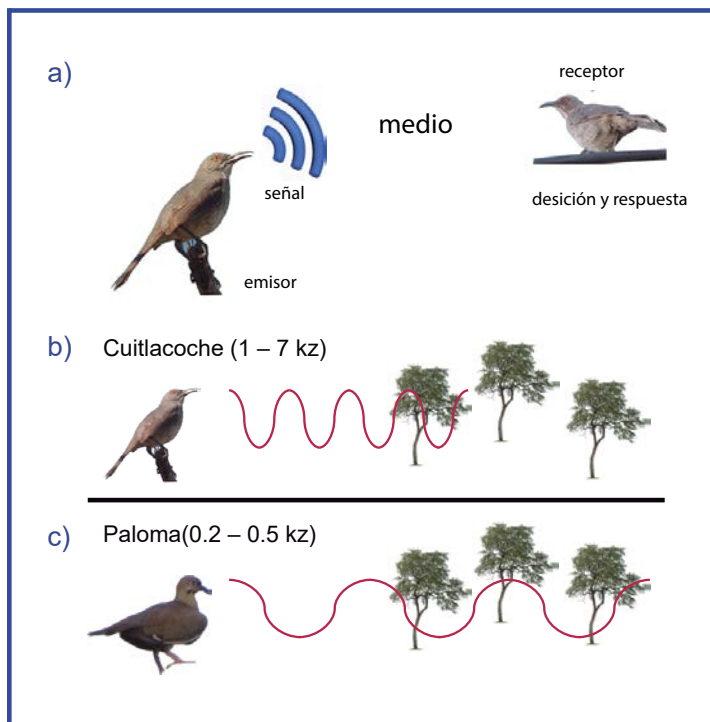 a)
receptor
medio
señal
desición y respuesta
emisor
b) Cuitlacoche (1 – 7 kz)
c) Paloma(0.2 – 0.5 kz)